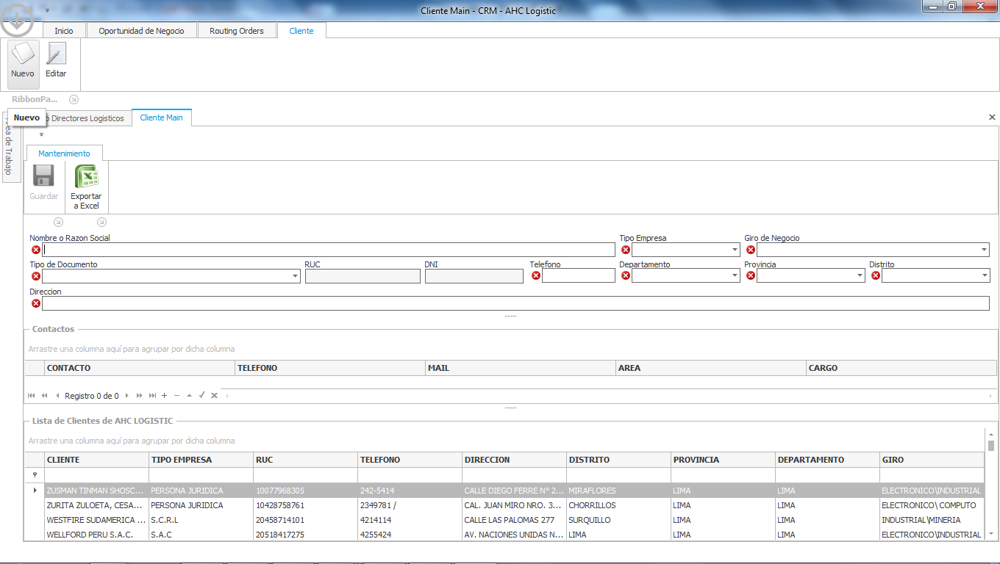 Cliente Main - CRM - AHC Logistic
Inicio Oportunidad de Negocio Routing Orders Cliente
Nuevo Editar
RibbonPa...
Nuevo Directores Logisticos Cliente Main
Area de Trabajo
Mantenimiento
Guardar Exportar a Excel
Nombre o Razon Social Tipo Empresa Giro de Negocio
Tipo de Documento RUC DNI Telefono Departamento Provincia Distrito
Direccion
Contactos
Arrastre una columna aquí para agrupar por dicha columna
CONTACTO TELEFONO MAIL AREA CARGO
Registro 0 de 0
Lista de Clientes de AHC LOGISTIC
Arrastre una columna aquí para agrupar por dicha columna
CLIENTE TIPO EMPRESA RUC TELEFONO DIRECCION DISTRITO PROVINCIA DEPARTAMENTO GIRO
ZUSMAN TINMAN SHOSC... PERSONA JURIDICA 10077968305 242-5414 CALLE DIEGO FERRE N° 2... MIRAFLORES LIMA LIMA ELECTRONICO\INDUSTRIAL
ZURITA ZULOETA, CESA... PERSONA JURIDICA 10428758761 2349781 / CAL. JUAN MIRO NRO. 3... CHORRILLOS LIMA LIMA ELECTRONICO\ COMPUTO
WESTFIRE SUDAMERICA ... S.C.R.L 20458714101 4214114 CALLE LAS PALOMAS 277 SURQUILLO LIMA LIMA INDUSTRIAL\MINERIA
WELLFORD PERU S.A.C. S.A.C 20518417275 4255424 AV. NACIONES UNIDAS N... LIMA LIMA LIMA ELECTRONICO\INDUSTRIAL